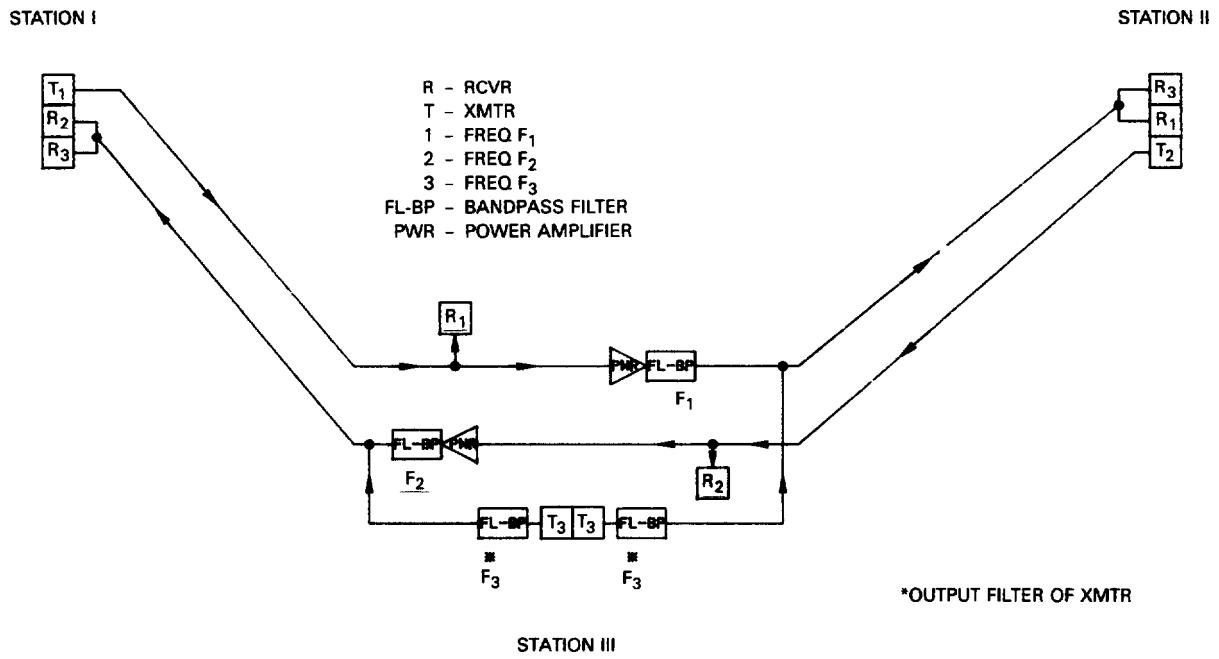 STATION I
STATION II
T1
R2
R3
R - RCVR
T - XMTR
1 - FREQ F1
2 - FREQ F2
3 - FREQ F3
FL-BP - BANDPASS FILTER
PWR - POWER AMPLIFIER
R3
R1
T2
R1
PWR FL-BP
F1
FL-BP PWR
F2
R2
FL-BP T3 T3 FL-BP
* *
F3 F3
*OUTPUT FILTER OF XMTR
STATION III